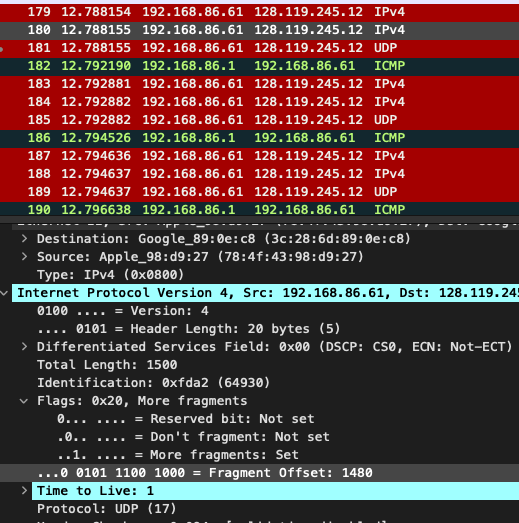 179 12.788154 192.168.86.61 128.119.245.12 IPv4
180 12.788155 192.168.86.61 128.119.245.12 IPv4
181 12.788155 192.168.86.61 128.119.245.12 UDP
182 12.792190 192.168.86.1 192.168.86.61 ICMP
183 12.792881 192.168.86.61 128.119.245.12 IPv4
184 12.792882 192.168.86.61 128.119.245.12 IPv4
185 12.792882 192.168.86.61 128.119.245.12 UDP
186 12.794526 192.168.86.1 192.168.86.61 ICMP
187 12.794636 192.168.86.61 128.119.245.12 IPv4
188 12.794637 192.168.86.61 128.119.245.12 IPv4
189 12.794637 192.168.86.61 128.119.245.12 UDP
190 12.796638 192.168.86.1 192.168.86.61 ICMP
Destination: Google_89:0e:c8 (3c:28:6d:89:0e:c8)
Source: Apple_98:d9:27 (78:4f:43:98:d9:27)
Type: IPv4 (0x0800)
Internet Protocol Version 4, Src: 192.168.86.61, Dst: 128.119.245
0100 .... = Version: 4
.... 0101 = Header Length: 20 bytes (5)
Differentiated Services Field: 0x00 (DSCP: CS0, ECN: Not-ECT)
Total Length: 1500
Identification: 0xfda2 (64930)
Flags: 0x20, More fragments
0... .... = Reserved bit: Not set
.0.. .... = Don't fragment: Not set
..1. .... = More fragments: Set
...0 0101 1100 1000 = Fragment Offset: 1480
Time to Live: 1
Protocol: UDP (17)